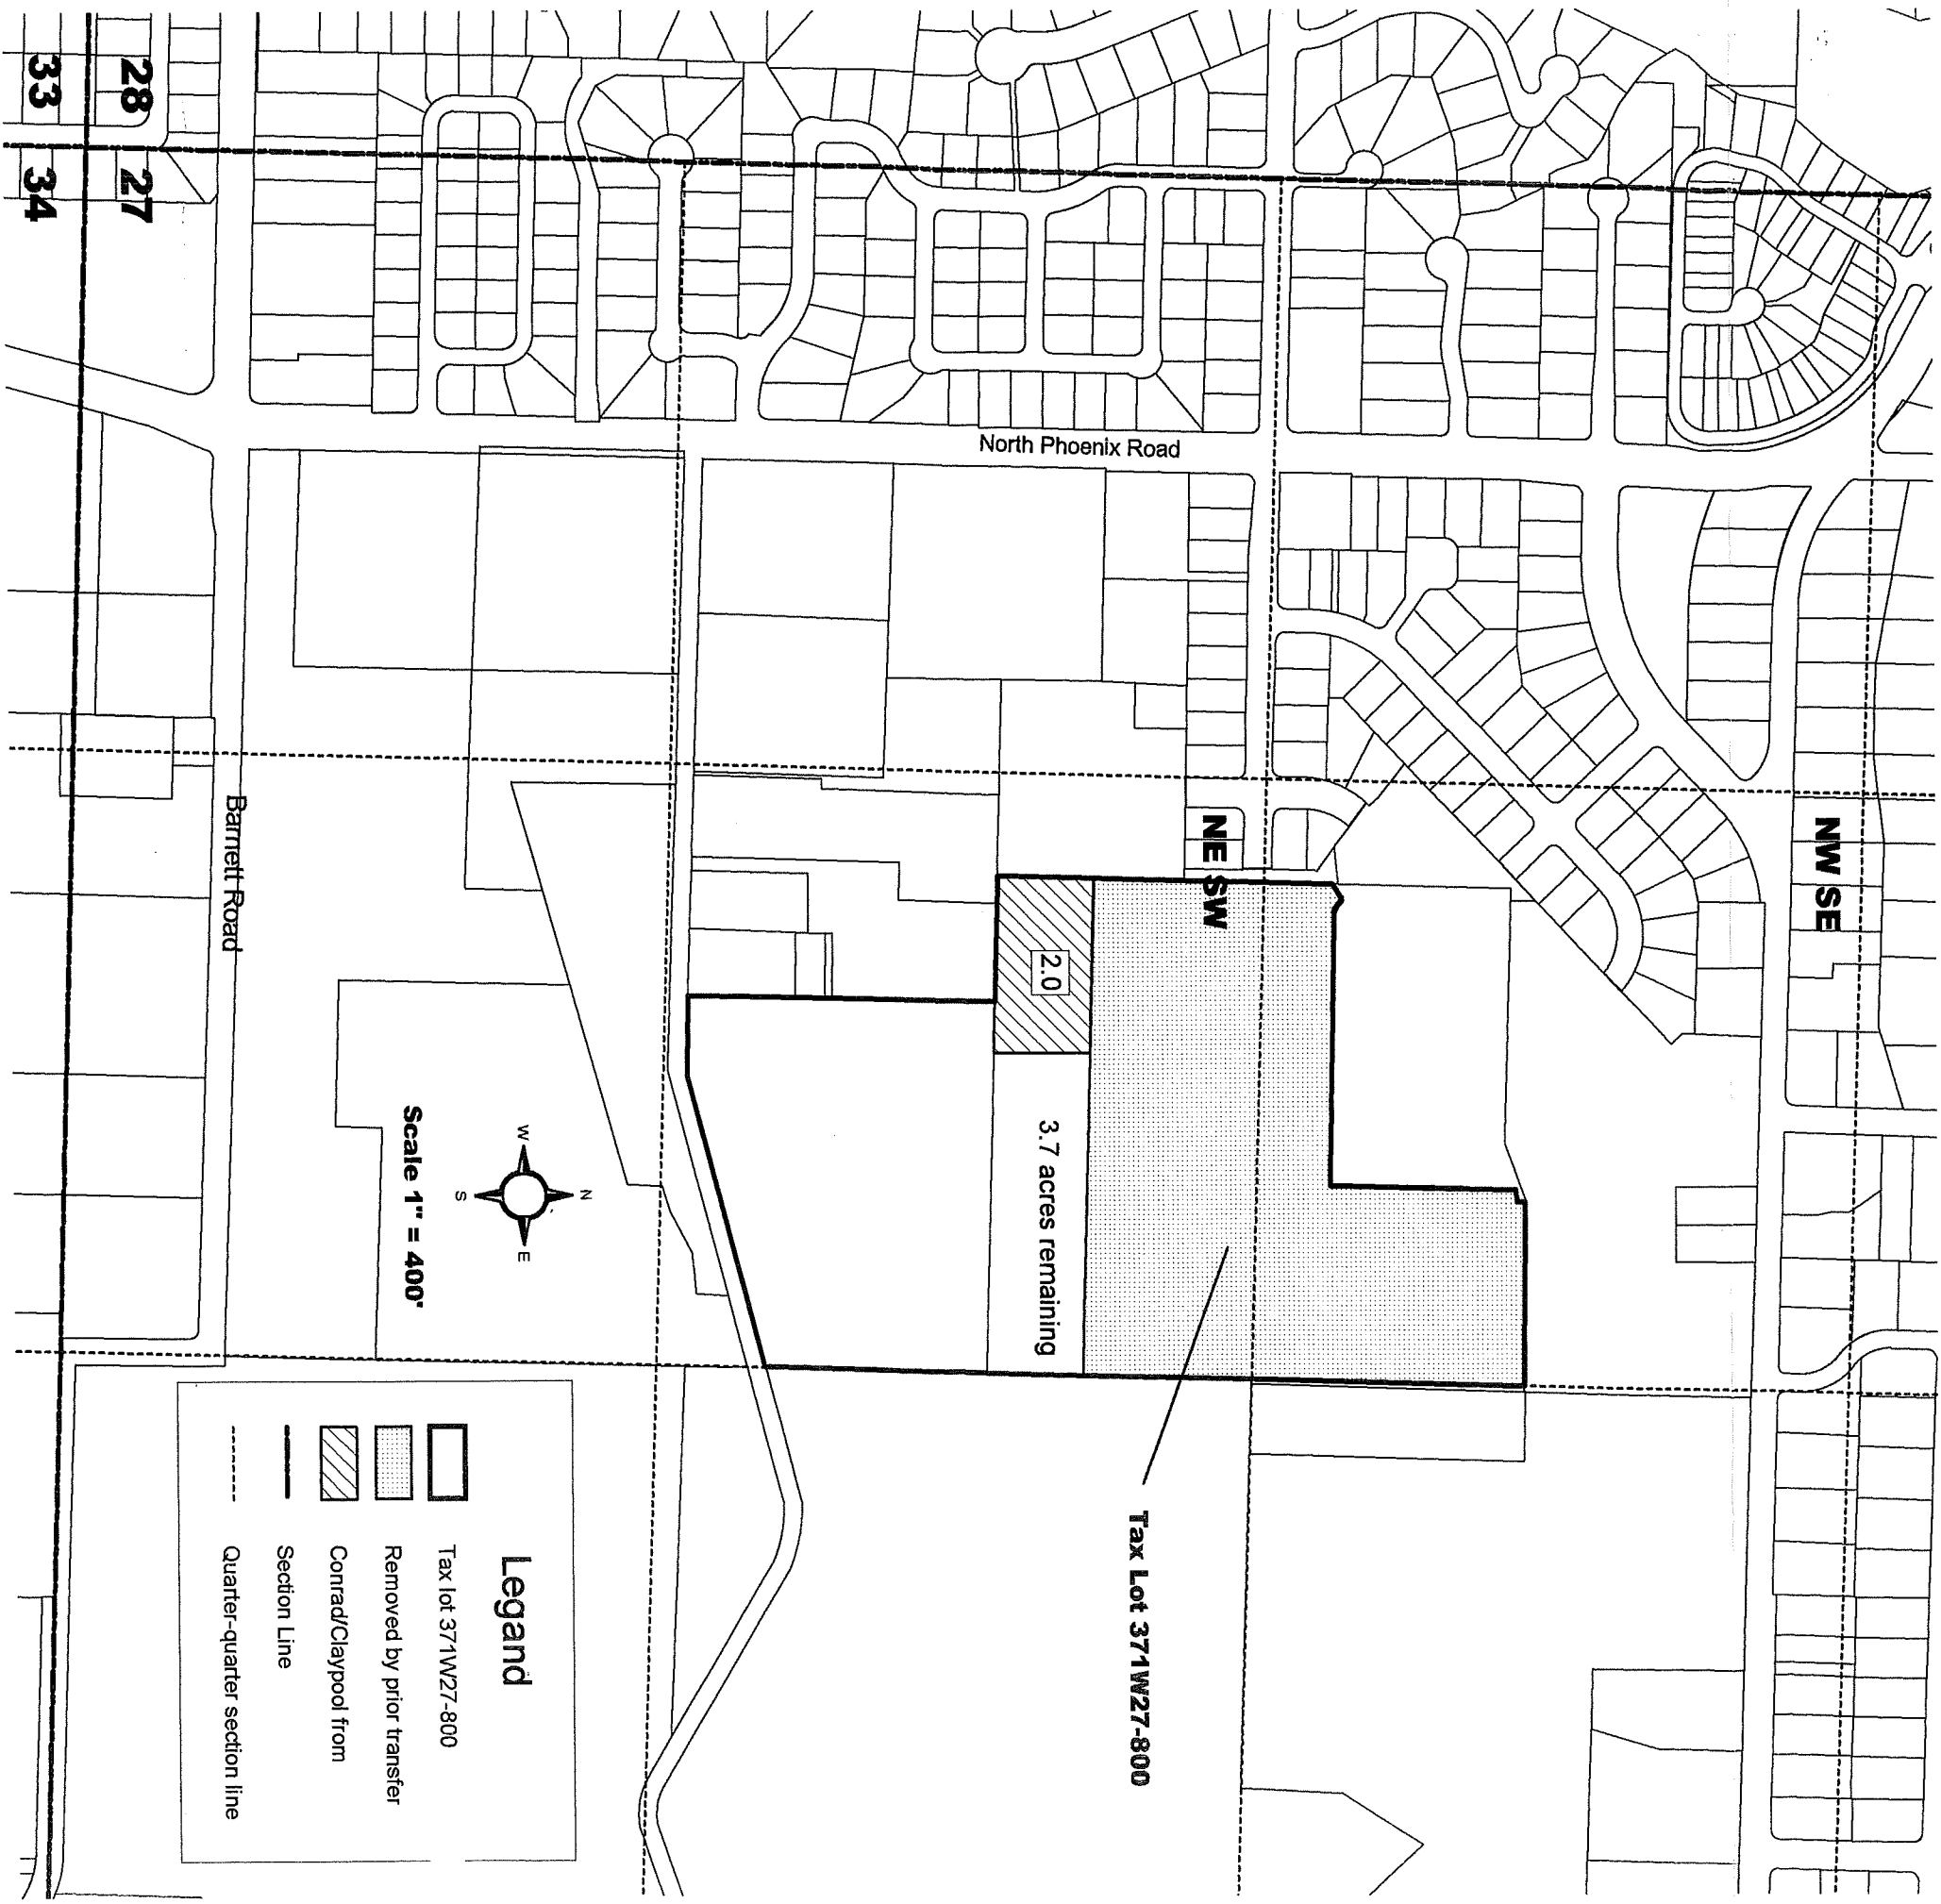 28
33
27
34
North Phoenix Road
Barnett Road
NE SW
NW SE
2.0
3.7 acres remaining
Tax Lot 371W27-800
W
N
S
E
Scale 1" = 400'
Legand
Tax lot 371W27-800
Removed by prior transfer
Conrad/Claypool from
Section Line
Quarter-quarter section line